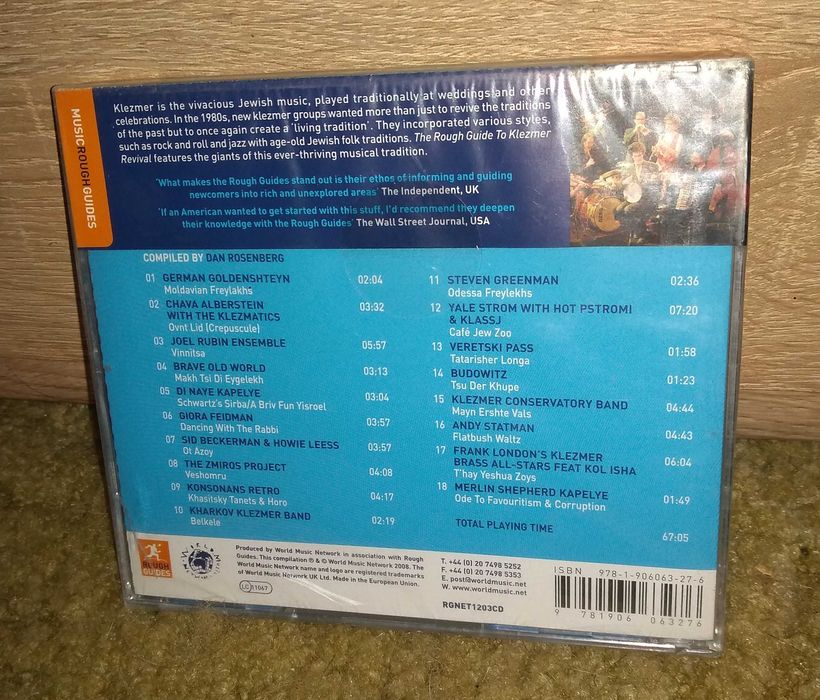 MUSICROUGHGUIDES
Klezmer is the vivacious Jewish music, played traditionally at weddings and other
celebrations. In the 1980s, new klezmer groups wanted more than just to revive the traditions
of the past but to once again create a 'living tradition'. They incorporated various styles,
such as rock and roll and jazz with age-old Jewish folk traditions. The Rough Guide To Klezmer
Revival features the giants of this ever-thriving musical tradition.
'What makes the Rough Guides stand out is their ethos of informing and guiding
newcomers into rich and unexplored areas' The Independent, UK
'If an American wanted to get started with this stuff, I'd recommend they deepen
their knowledge with the Rough Guides' The Wall Street Journal, USA
COMPILED BY DAN ROSENBERG
01 GERMAN GOLDENSHTEYN 02:04
Moldavian Freylakhs
02 CHAVA ALBERSTEIN 03:32
WITH THE KLEZMATICS
Ovnt Lid (Crepuscule)
03 JOEL RUBIN ENSEMBLE 05:57
Vinnitsa
04 BRAVE OLD WORLD 03:13
Makh Tsi Di Eygelekh
05 DI NAYE KAPELYE 03:04
Schwartz's Sirba/A Briv Fun Yisroel
06 GIORA FEIDMAN 03:57
Dancing With The Rabbi
07 SID BECKERMAN & HOWIE LEESS 03:57
Ot Azoy
08 THE ZMIROS PROJECT 04:08
Veshomru
09 KONSONANS RETRO 04:17
Khasitsky Tanets & Horo
10 KHARKOV KLEZMER BAND 02:19
Belkele
11 STEVEN GREENMAN 02:36
Odessa Freylekhs
12 YALE STROM WITH HOT PSTROMI 07:20
& KLASSJ
Café Jew Zoo
13 VERETSKI PASS 01:58
Tatarisher Longa
14 BUDOWITZ 01:23
Tsu Der Khupe
15 KLEZMER CONSERVATORY BAND 04:44
Mayn Ershte Vals
16 ANDY STATMAN 04:43
Flatbush Waltz
17 FRANK LONDON'S KLEZMER 06:04
BRASS ALL-STARS FEAT KOL ISHA
T'hay Yeshua Zoys
18 MERLIN SHEPHERD KAPELYE 01:49
Ode To Favouritism & Corruption
TOTAL PLAYING TIME 67:05
ROUGH
GUIDES
Produced by World Music Network in association with Rough
Guides. This compilation ℗ & © World Music Network 2008. The
World Music Network name and logo are registered trademarks
of World Music Network UK Ltd. Made in the European Union.
LC 11067
T. +44 (0) 20 7498 5252
F. +44 (0) 20 7498 5353
E. post@worldmusic.net
W. www.worldmusic.net
RGNET1203CD
ISBN 978-1-906063-27-6
9 781906 063276